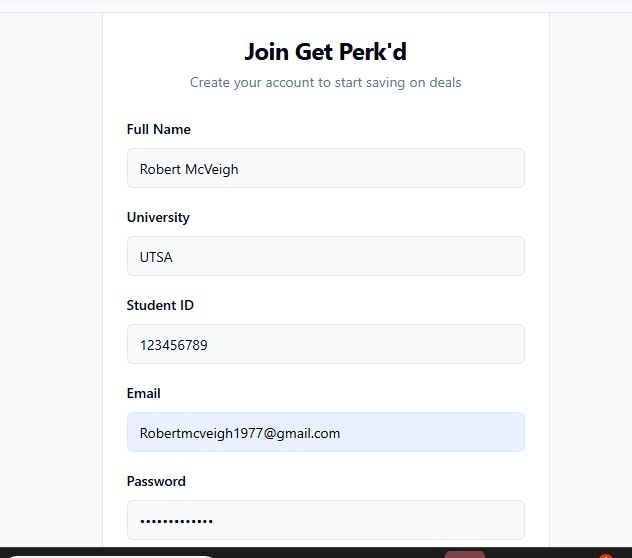 Join Get Perk'd
Create your account to start saving on deals
Full Name
Robert McVeigh
University
UTSA
Student ID
123456789
Email
Robertmcveigh1977@gmail.com
Password
•••••••••••••